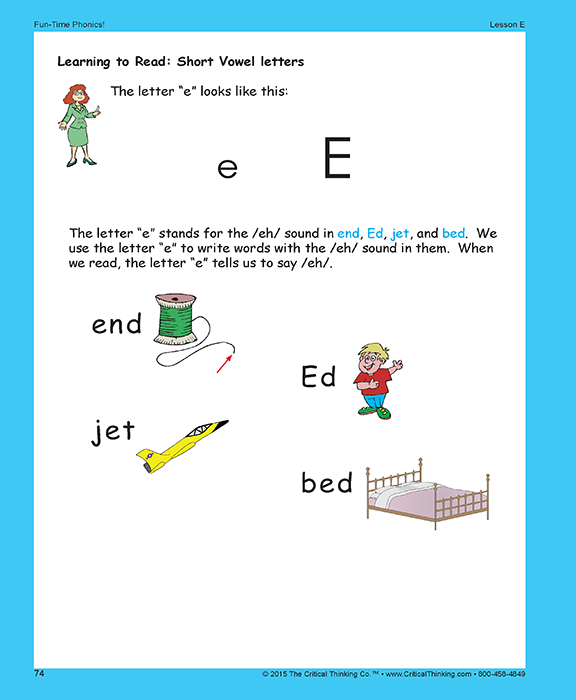 Fun-Time Phonics! Lesson E
Learning to Read: Short Vowel letters
The letter “e” looks like this:
e E
The letter “e” stands for the /eh/ sound in end, Ed, jet, and bed. We
use the letter “e” to write words with the /eh/ sound in them. When
we read, the letter “e” tells us to say /eh/.
end
Ed
jet
bed
74 © 2015 The Critical Thinking Co.™ • www.CriticalThinking.com • 800-458-4849